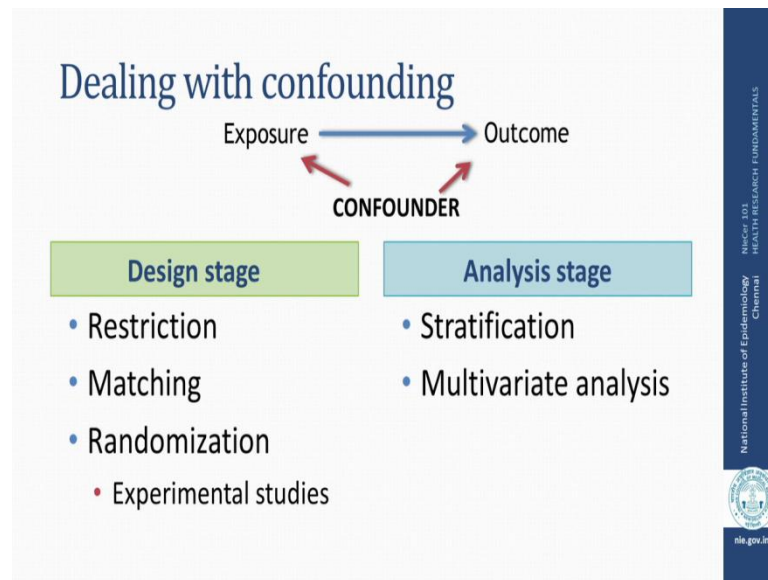 Dealing with confounding
Exposure
Outcome
CONFOUNDER
Design stage
• Restriction
• Matching
• Randomization
• Experimental studies
Analysis stage
• Stratification
• Multivariate analysis
NIeCer 101
HEALTH RESEARCH FUNDAMENTALS
National Institute of Epidemiology
Chennai
nie.gov.in